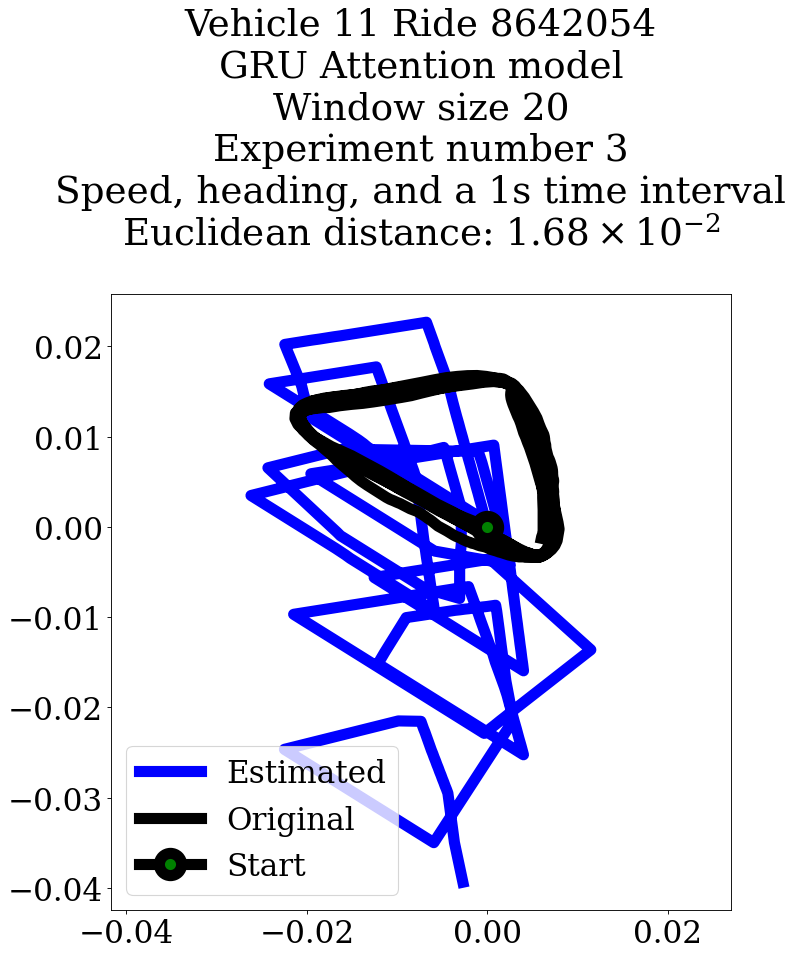 Vehicle 11 Ride 8642054
GRU Attention model
Window size 20
Experiment number 3
Speed, heading, and a 1s time interval
Euclidean distance: 1.68 × 10⁻²
0.02
0.01
0.00
−0.01
−0.02
−0.03
−0.04
Estimated
Original
Start
−0.04
−0.02
0.00
0.02